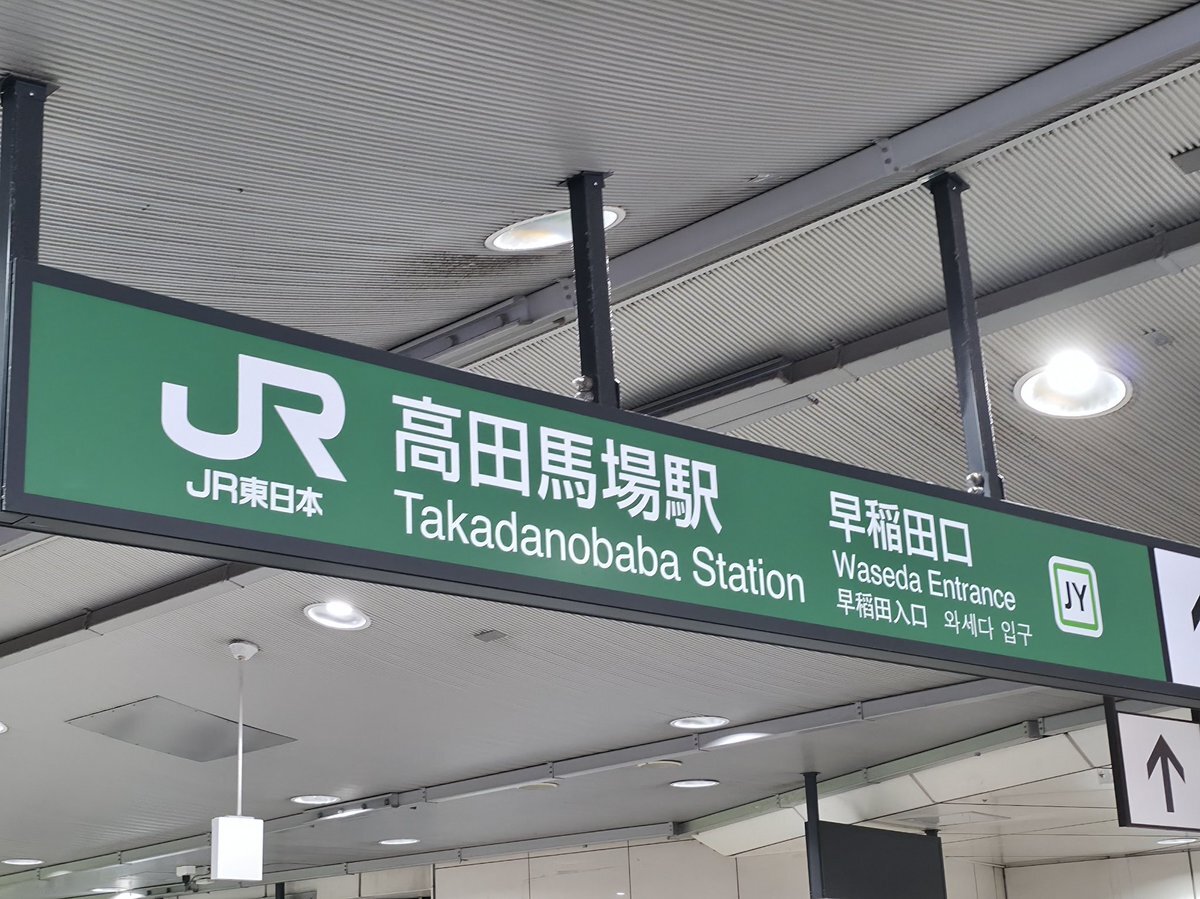 JR
JR東日本
高田馬場駅
Takadanobaba Station
早稲田口
Waseda Entrance
早稲田入口 와세다 입구
JY